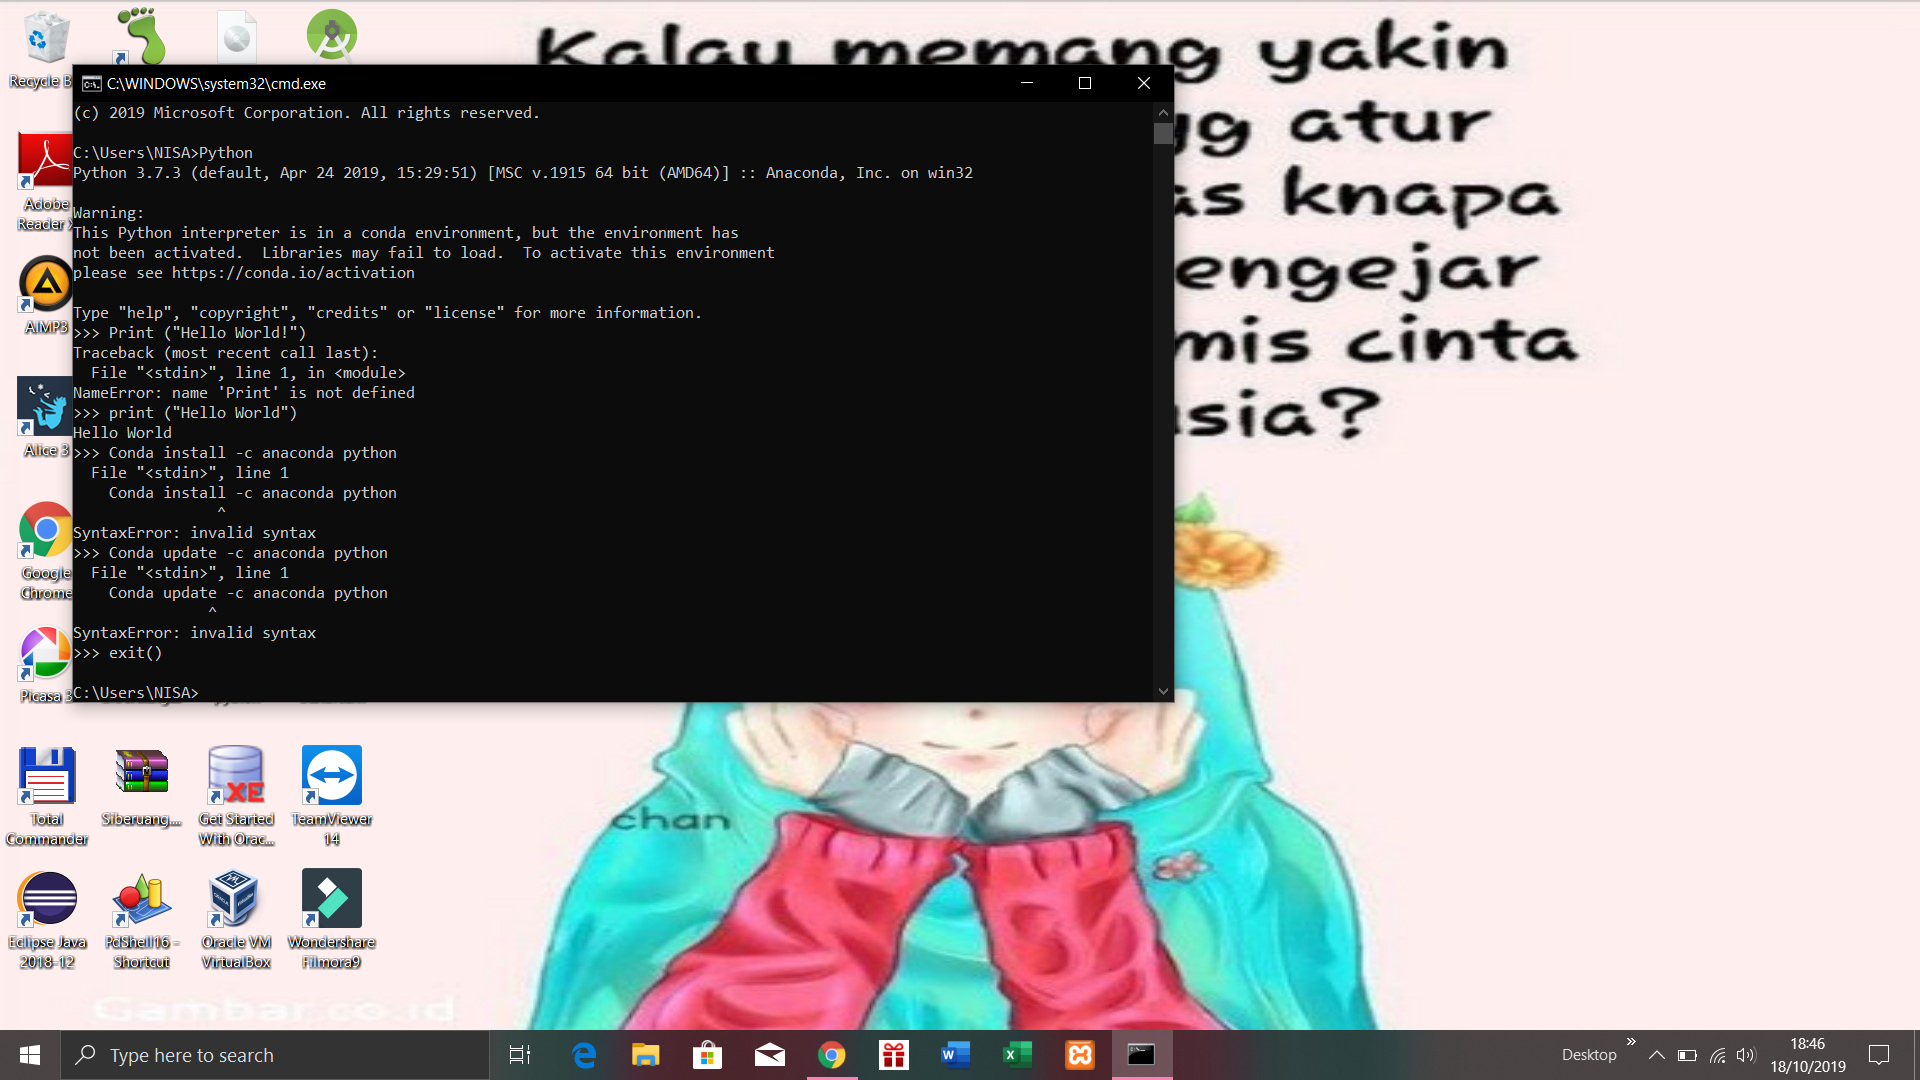 Kalau memang yakin
yg atur
as knapa
engejar
mis cinta
usia?
Recycle B
C:\WINDOWS\system32\cmd.exe
(c) 2019 Microsoft Corporation. All rights reserved.
C:\Users\NISA>Python
Python 3.7.3 (default, Apr 24 2019, 15:29:51) [MSC v.1915 64 bit (AMD64)] :: Anaconda, Inc. on win32
Warning:
This Python interpreter is in a conda environment, but the environment has
not been activated.  Libraries may fail to load.  To activate this environment
please see https://conda.io/activation
Type "help", "copyright", "credits" or "license" for more information.
>>> Print ("Hello World!")
Traceback (most recent call last):
  File "<stdin>", line 1, in <module>
NameError: name 'Print' is not defined
>>> print ("Hello World")
Hello World
>>> Conda install -c anaconda python
  File "<stdin>", line 1
    Conda install -c anaconda python
                ^
SyntaxError: invalid syntax
>>> Conda update -c anaconda python
  File "<stdin>", line 1
    Conda update -c anaconda python
               ^
SyntaxError: invalid syntax
>>> exit()
C:\Users\NISA>
Adobe
Reader X
AIMP3
Alice 3
Google
Chrome
Picasa 3
Total
Commander
Siberuang....
Get Started
With Orac...
XE
TeamViewer
14
Eclipse Java
2018-12
PdShell16 -
Shortcut
Oracle VM
VirtualBox
Wondershare
Filmora9
chan
Gambar.co.id
Type here to search
Desktop
18:46
18/10/2019